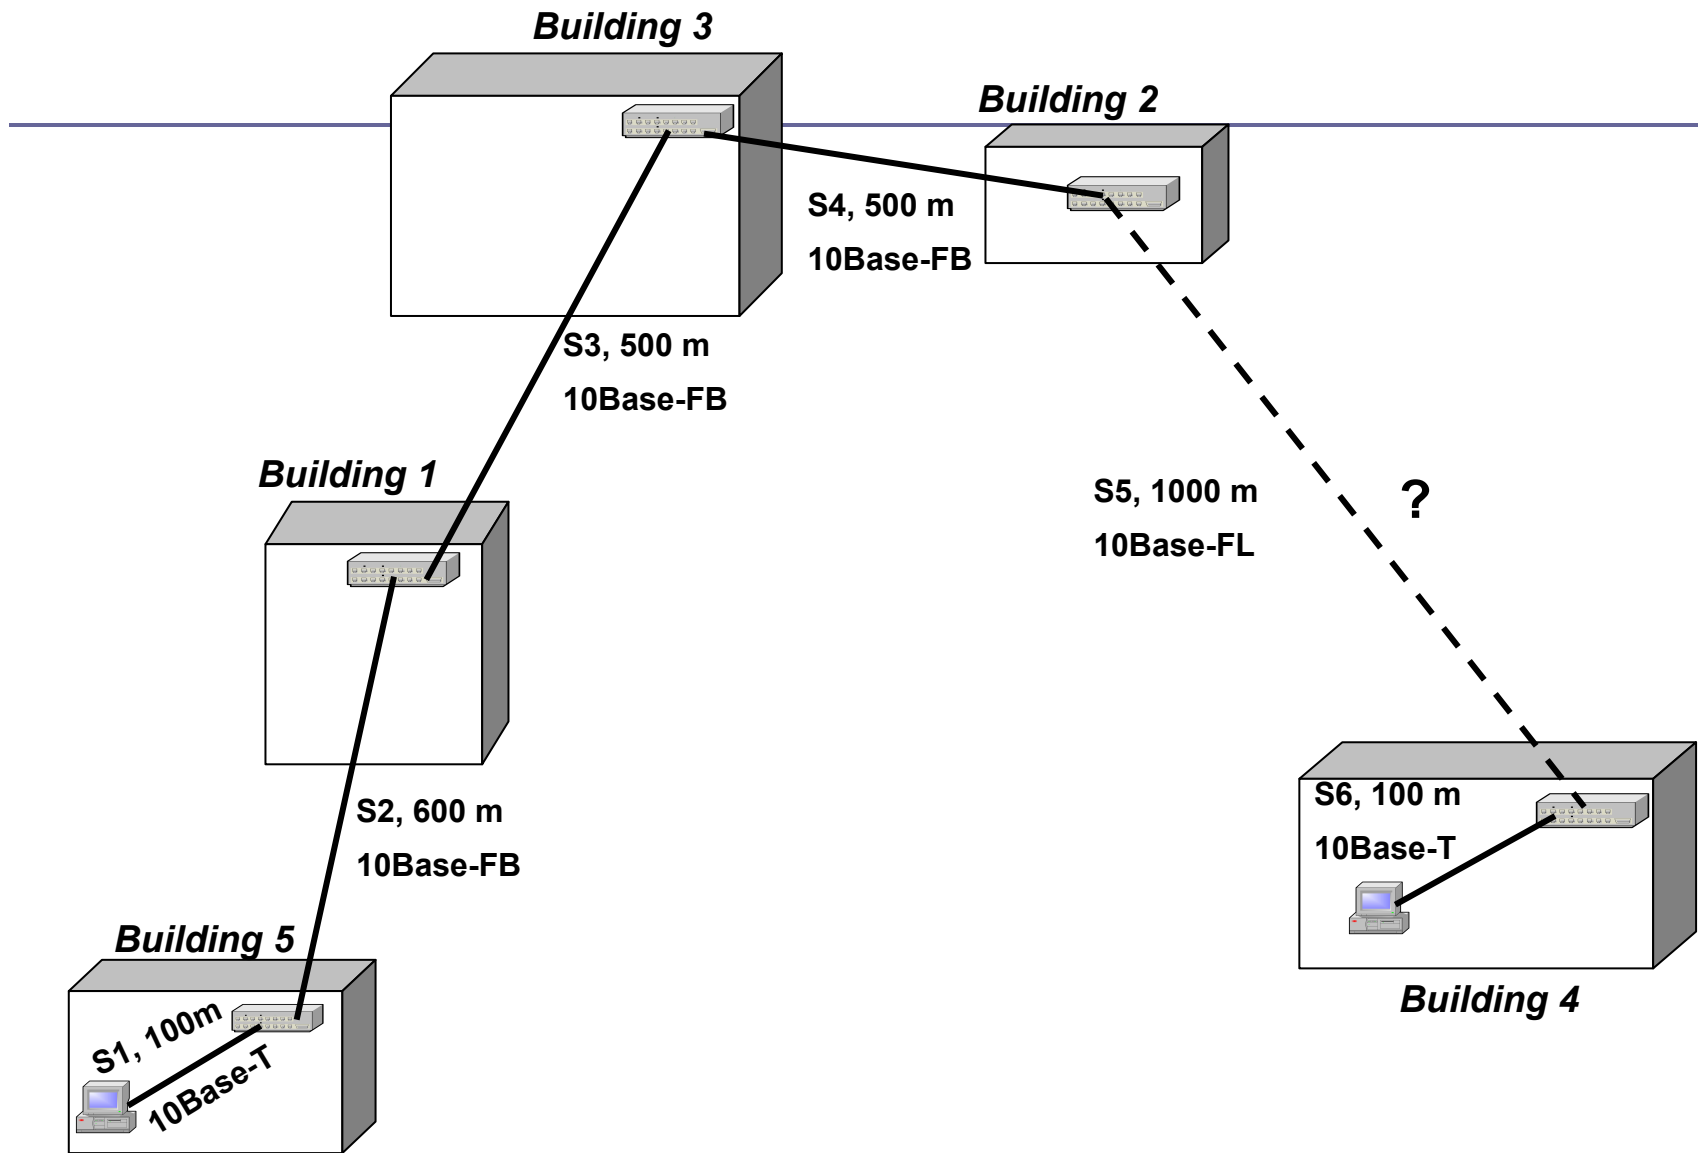 Building 3
Building 2
S4, 500 m
10Base-FB
S3, 500 m
10Base-FB
Building 1
S5, 1000 m
10Base-FL
?
S2, 600 m
10Base-FB
S6, 100 m
10Base-T
Building 5
S1, 100m
10Base-T
Building 4